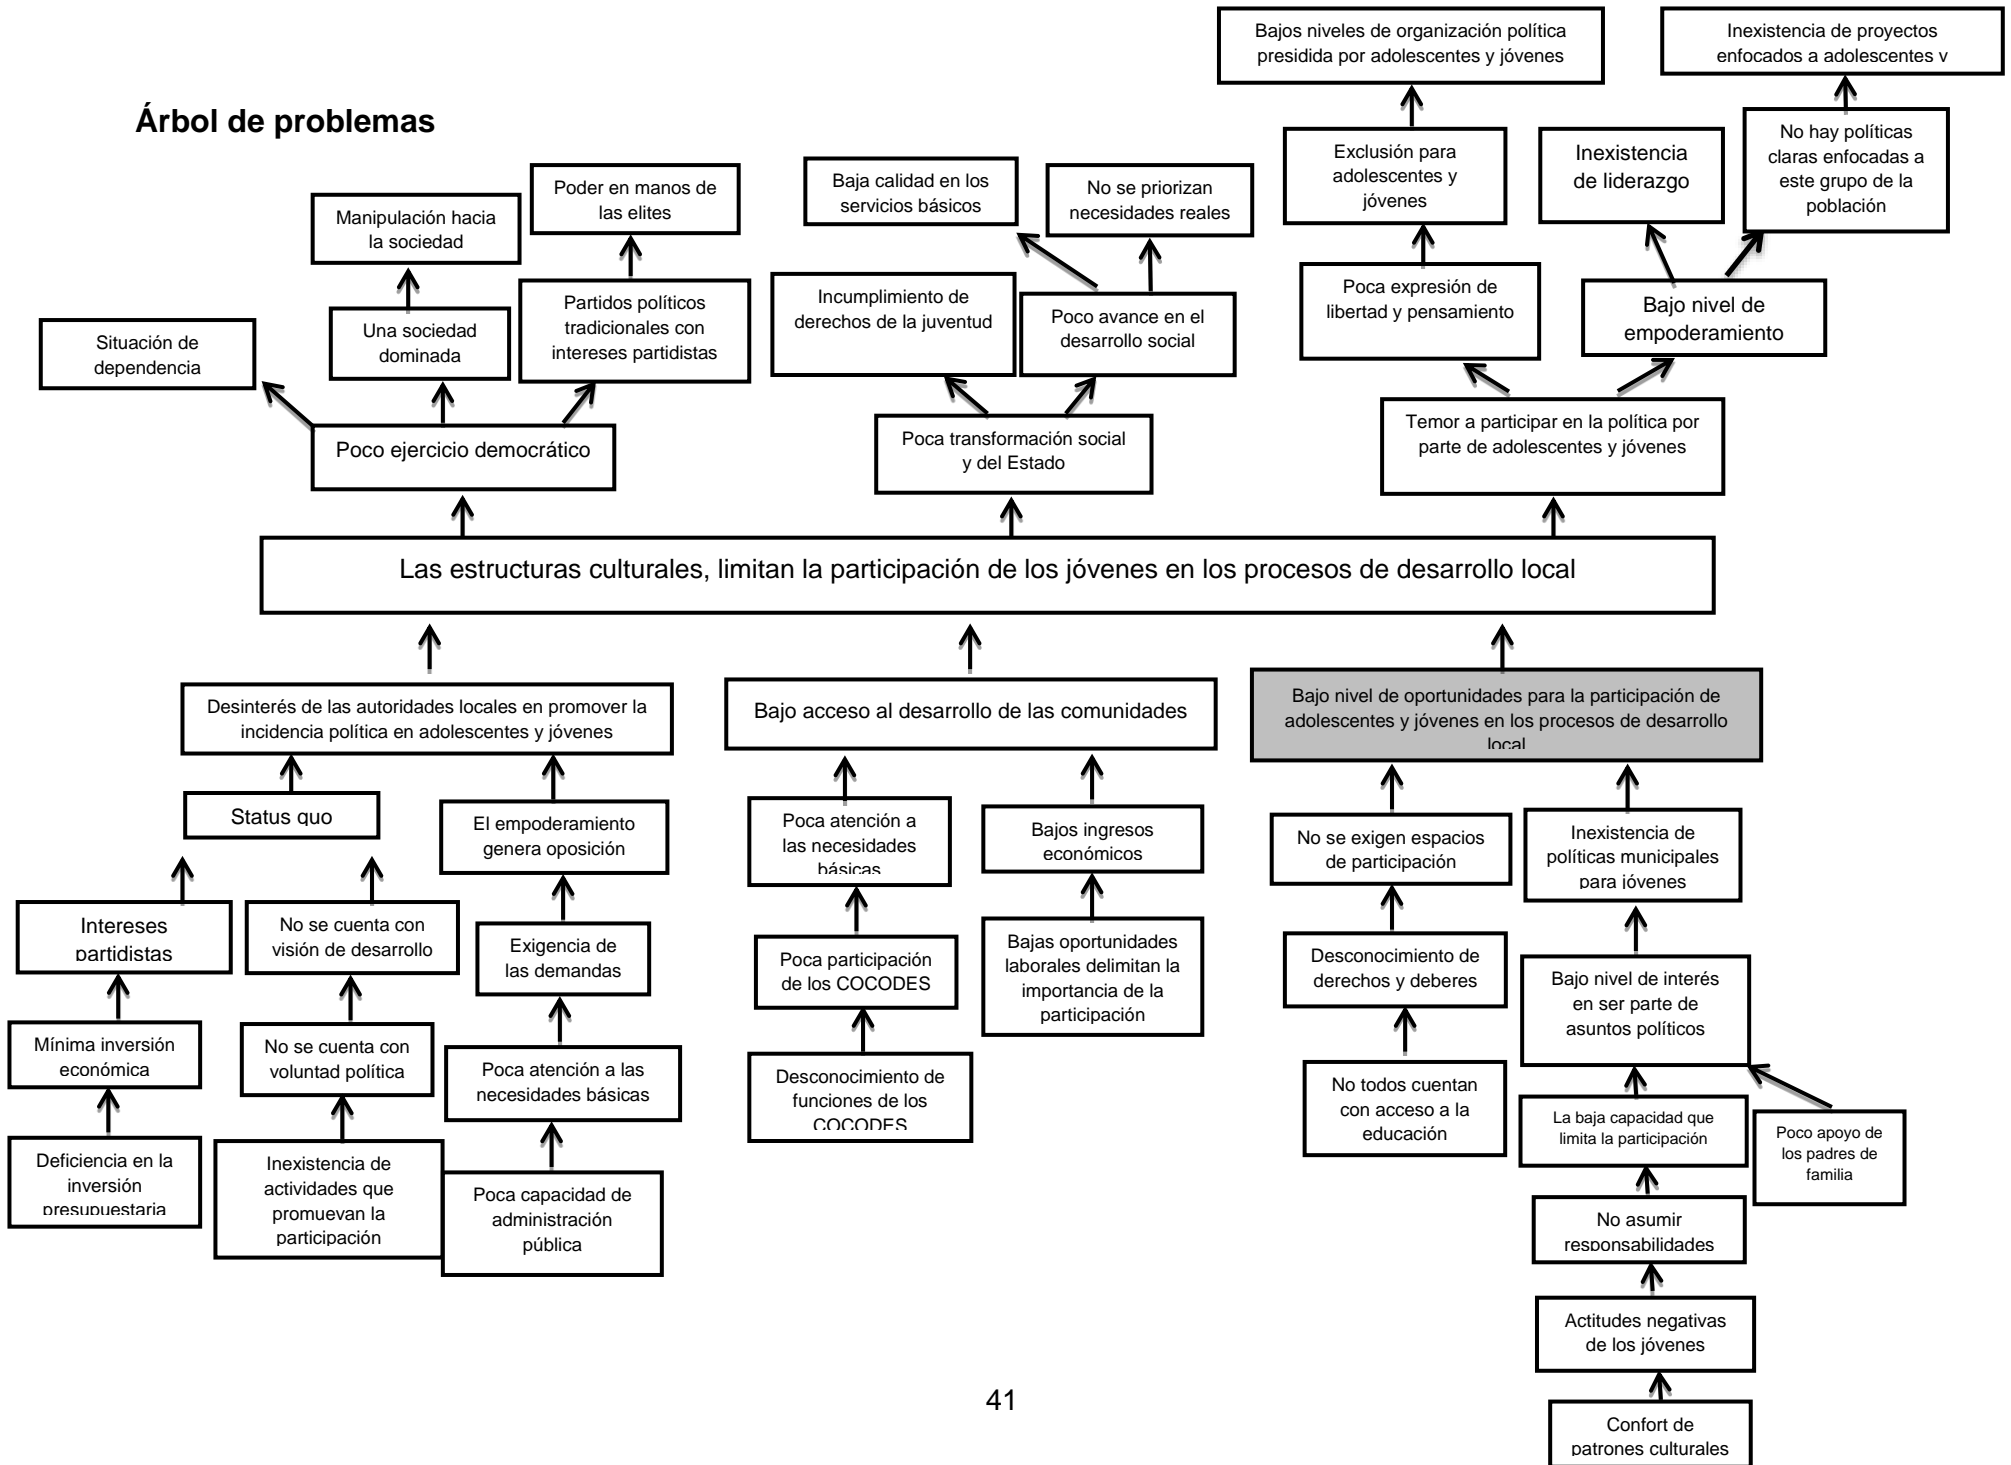 Árbol de problemas
Bajos niveles de organización política
presidida por adolescentes y jóvenes
Inexistencia de proyectos
enfocados a adolescentes
Exclusión para
adolescentes y
jóvenes
Inexistencia
de liderazgo
No hay políticas
claras enfocadas a
este grupo de la
población
Poder en manos de
las elites
Manipulación hacia
la sociedad
Baja calidad en los
servicios básicos
No se priorizan
necesidades reales
Situación de
dependencia
Una sociedad
dominada
Partidos políticos
tradicionales con
intereses partidistas
Incumplimiento de
derechos de la juventud
Poco avance en el
desarrollo social
Poca expresión de
libertad y pensamiento
Bajo nivel de
empoderamiento
Poco ejercicio democrático
Poca transformación social
y del Estado
Temor a participar en la política por
parte de adolescentes y jóvenes
Las estructuras culturales, limitan la participación de los jóvenes en los procesos de desarrollo local
Desinterés de las autoridades locales en promover la
incidencia política en adolescentes y jóvenes
Bajo acceso al desarrollo de las comunidades
Bajo nivel de oportunidades para la participación de
adolescentes y jóvenes en los procesos de desarrollo
local
Status quo
El empoderamiento
genera oposición
Poca atención a
las necesidades
básicas
Bajos ingresos
económicos
No se exigen espacios
de participación
Inexistencia de
políticas municipales
para jóvenes
Intereses
partidistas
No se cuenta con
visión de desarrollo
Exigencia de
las demandas
Poca participación
de los COCODES
Bajas oportunidades
laborales delimitan la
importancia de la
participación
Desconocimiento de
derechos y deberes
Bajo nivel de interés
en ser parte de
asuntos políticos
Mínima inversión
económica
No se cuenta con
voluntad política
Poca atención a las
necesidades básicas
Desconocimiento de
funciones de los
COCODES
No todos cuentan
con acceso a la
educación
La baja capacidad que
limita la participación
Poco apoyo de
los padres de
familia
Deficiencia en la
inversión
presupuestaria
Inexistencia de
actividades que
promuevan la
participación
Poca capacidad de
administración
pública
No asumir
responsabilidades
Actitudes negativas
de los jóvenes
Confort de
patrones culturales
41